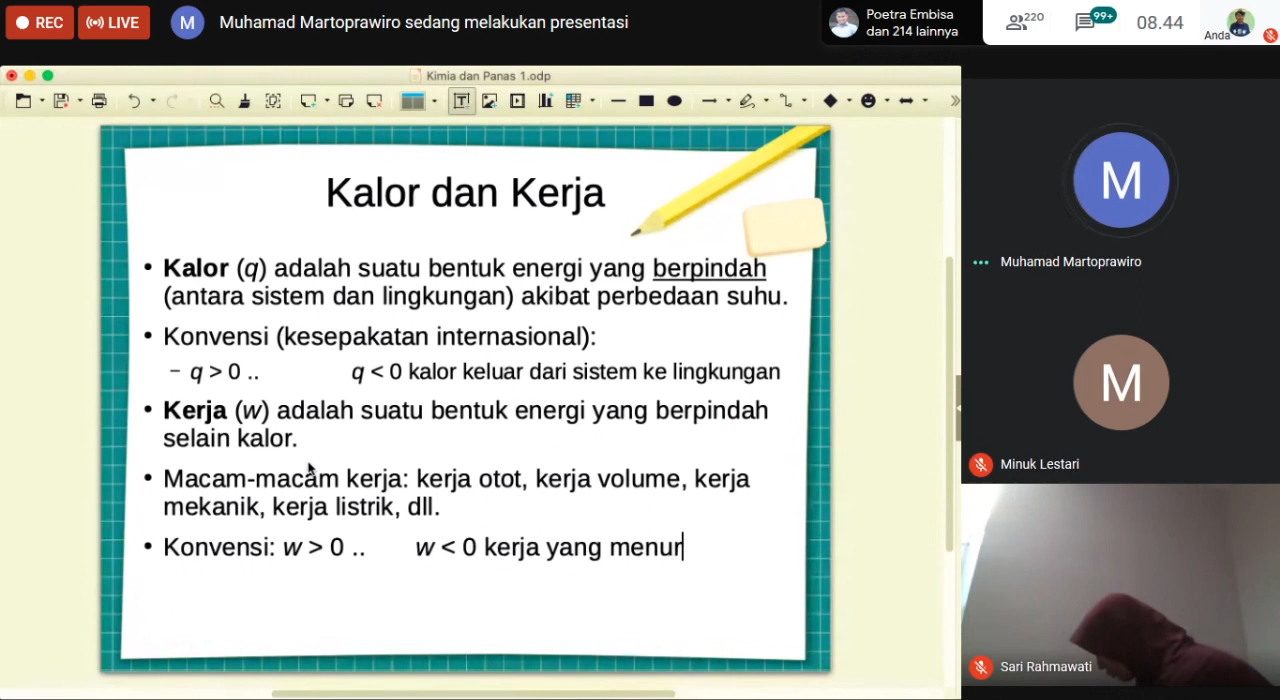 REC
LIVE
M
Muhamad Martoprawiro sedang melakukan presentasi
Poetra Embisa
dan 214 lainnya
220
99+
08.44
Anda
Kimia dan Panas 1.odp
Kalor dan Kerja
• Kalor (q) adalah suatu bentuk energi yang berpindah
(antara sistem dan lingkungan) akibat perbedaan suhu.
• Konvensi (kesepakatan internasional):
– q > 0 .. q < 0 kalor keluar dari sistem ke lingkungan
• Kerja (w) adalah suatu bentuk energi yang berpindah
selain kalor.
• Macam-macam kerja: kerja otot, kerja volume, kerja
mekanik, kerja listrik, dll.
• Konvensi: w > 0 .. w < 0 kerja yang menur
M
Muhamad Martoprawiro
M
Minuk Lestari
Sari Rahmawati